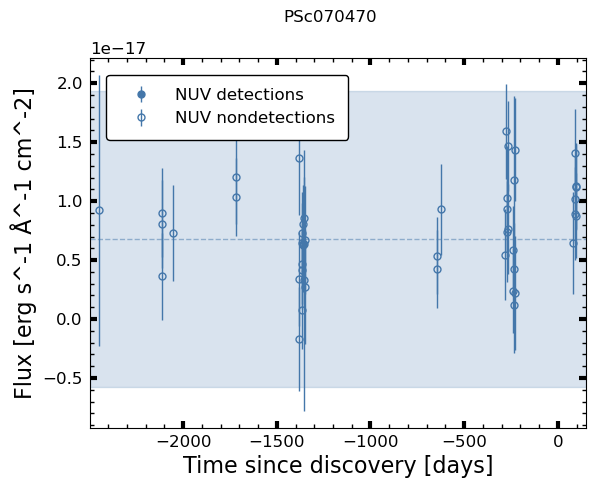 PSc070470
1e−17
NUV detections
NUV nondetections
2.0
1.5
1.0
0.5
0.0
−0.5
Flux [erg s^-1 Å^-1 cm^-2]
−2000
−1500
−1000
−500
0
Time since discovery [days]